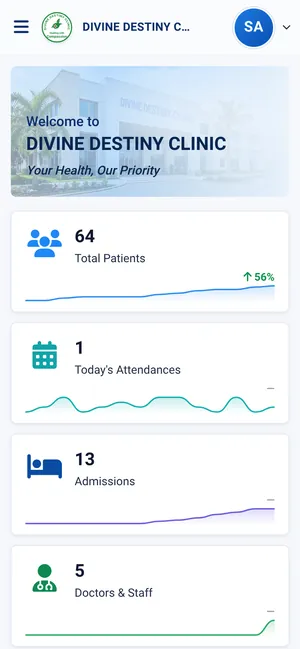 DIVINE DESTINY C...
SA
Welcome to
DIVINE DESTINY CLINIC
Your Health, Our Priority
64
Total Patients
↑ 56%
1
Today's Attendances
—
13
Admissions
—
5
Doctors & Staff
—